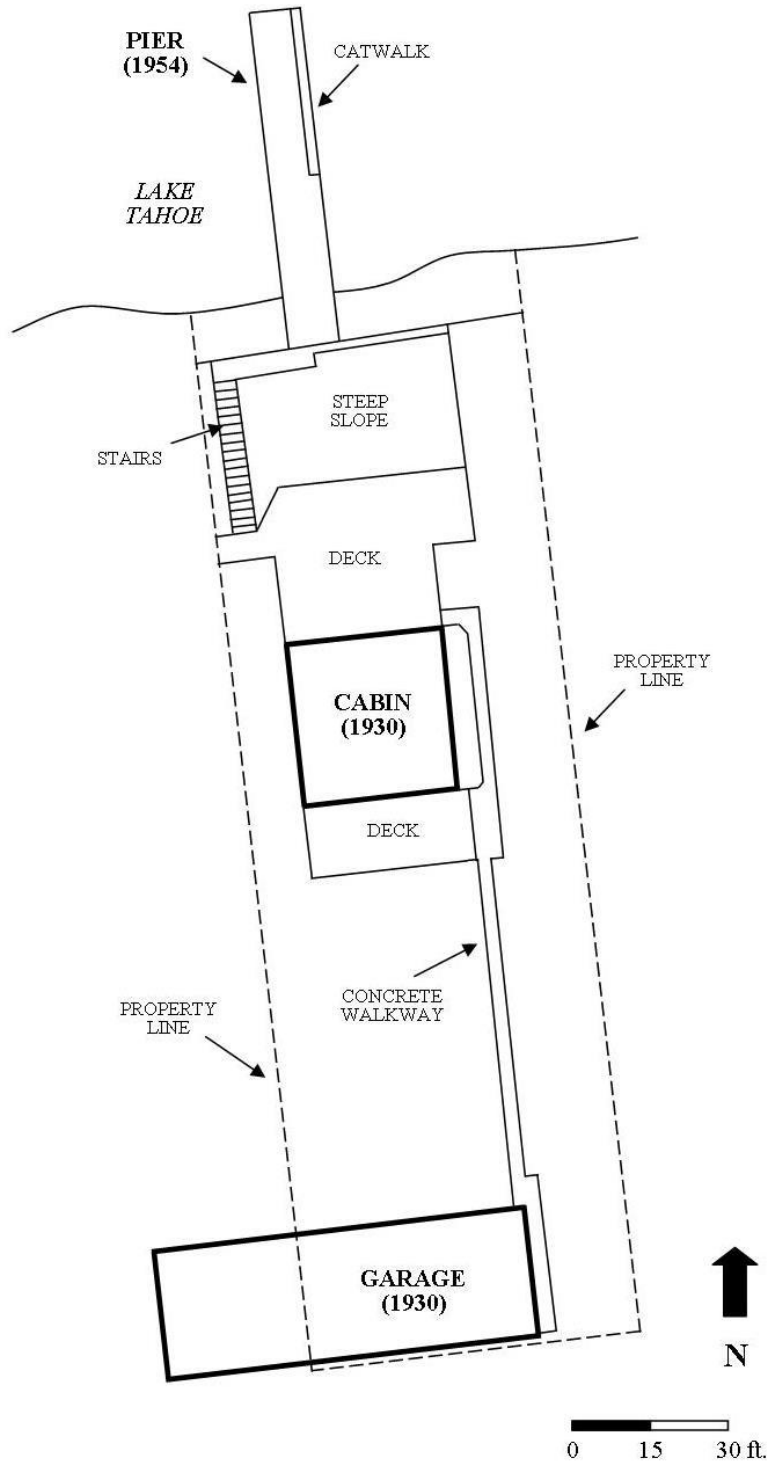 PIER
(1954)
CATWALK
LAKE
TAHOE
STEEP
SLOPE
STAIRS
DECK
PROPERTY
LINE
CABIN
(1930)
DECK
CONCRETE
WALKWAY
PROPERTY
LINE
GARAGE
(1930)
N
0 15 30 ft.